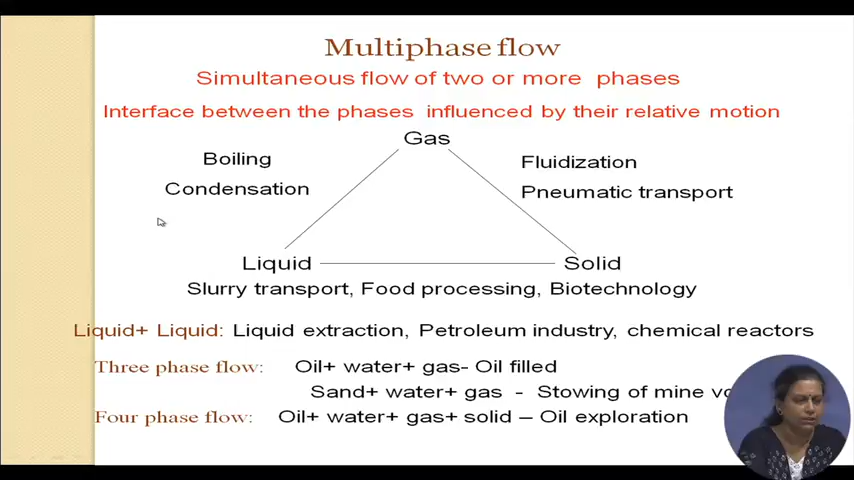 Multiphase flow
Simultaneous flow of two or more phases
Interface between the phases influenced by their relative motion
Gas
Boiling
Fluidization
Condensation
Pneumatic transport
Liquid
Solid
Slurry transport, Food processing, Biotechnology
Liquid+ Liquid: Liquid extraction, Petroleum industry, chemical reactors
Three phase flow: Oil+ water+ gas- Oil filled
Sand+ water+ gas - Stowing of mine
Four phase flow: Oil+ water+ gas+ solid – Oil exploration